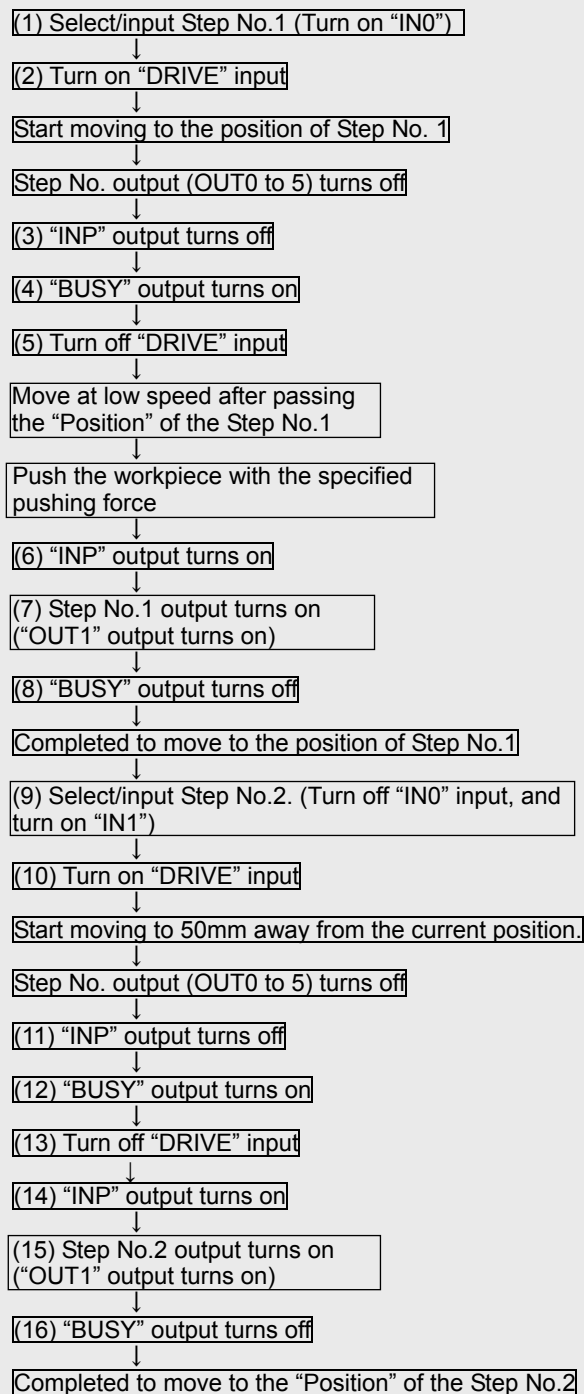 (1) Select/input Step No.1 (Turn on “IN0”)
↓
(2) Turn on “DRIVE” input
↓
Start moving to the position of Step No. 1
↓
Step No. output (OUT0 to 5) turns off
↓
(3) “INP” output turns off
↓
(4) “BUSY” output turns on
↓
(5) Turn off “DRIVE” input
↓
Move at low speed after passing
the “Position” of the Step No.1
↓
Push the workpiece with the specified
pushing force
↓
(6) “INP” output turns on
↓
(7) Step No.1 output turns on
(“OUT1” output turns on)
↓
(8) “BUSY” output turns off
↓
Completed to move to the position of Step No.1
↓
(9) Select/input Step No.2. (Turn off “IN0” input, and
turn on “IN1”)
↓
(10) Turn on “DRIVE” input
↓
Start moving to 50mm away from the current position.
↓
Step No. output (OUT0 to 5) turns off
↓
(11) “INP” output turns off
↓
(12) “BUSY” output turns on
↓
(13) Turn off “DRIVE” input
↓
(14) “INP” output turns on
↓
(15) Step No.2 output turns on
(“OUT1” output turns on)
↓
(16) “BUSY” output turns off
↓
Completed to move to the “Position” of the Step No.2